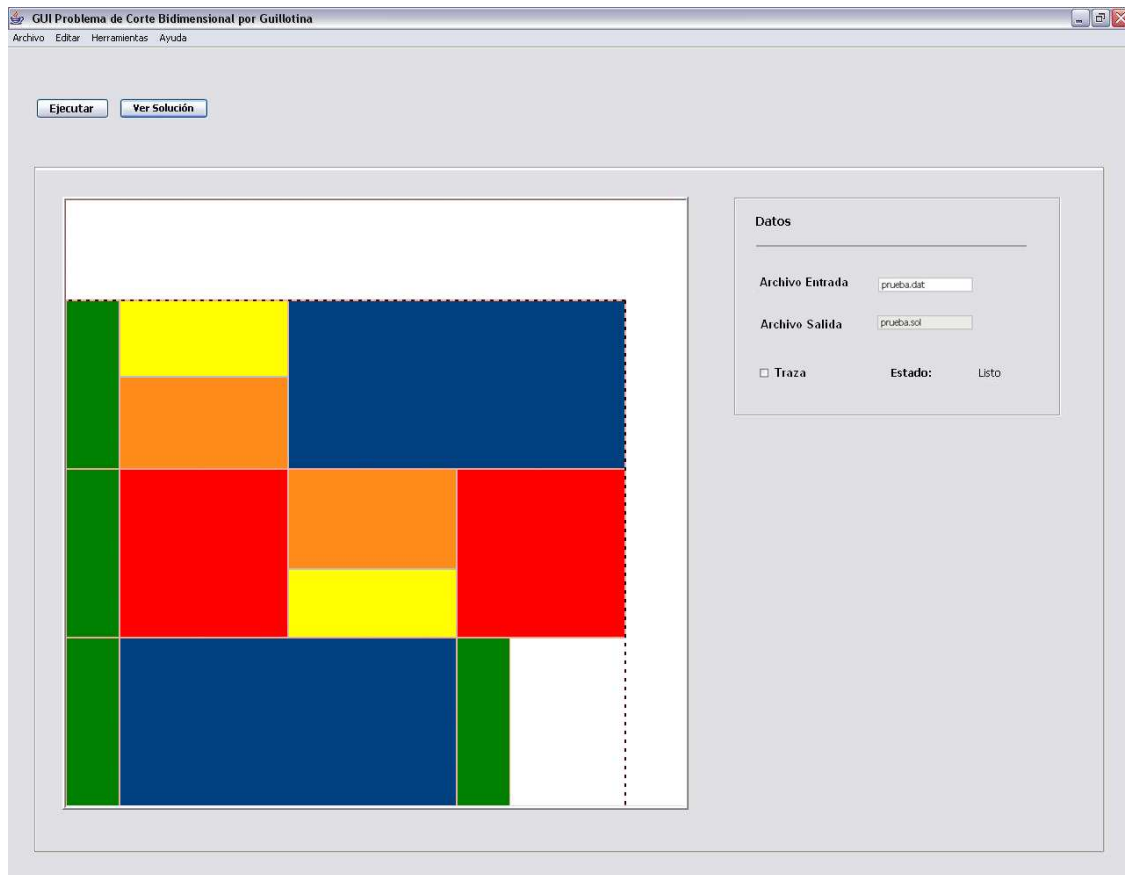 GUI Problema de Corte Bidimensional por Guillotina
Archivo Editar Herramientas Ayuda
Ejecutar Ver Solución
Datos
Archivo Entrada prueba.dat
Archivo Salida prueba.sol
Traza Estado: Listo